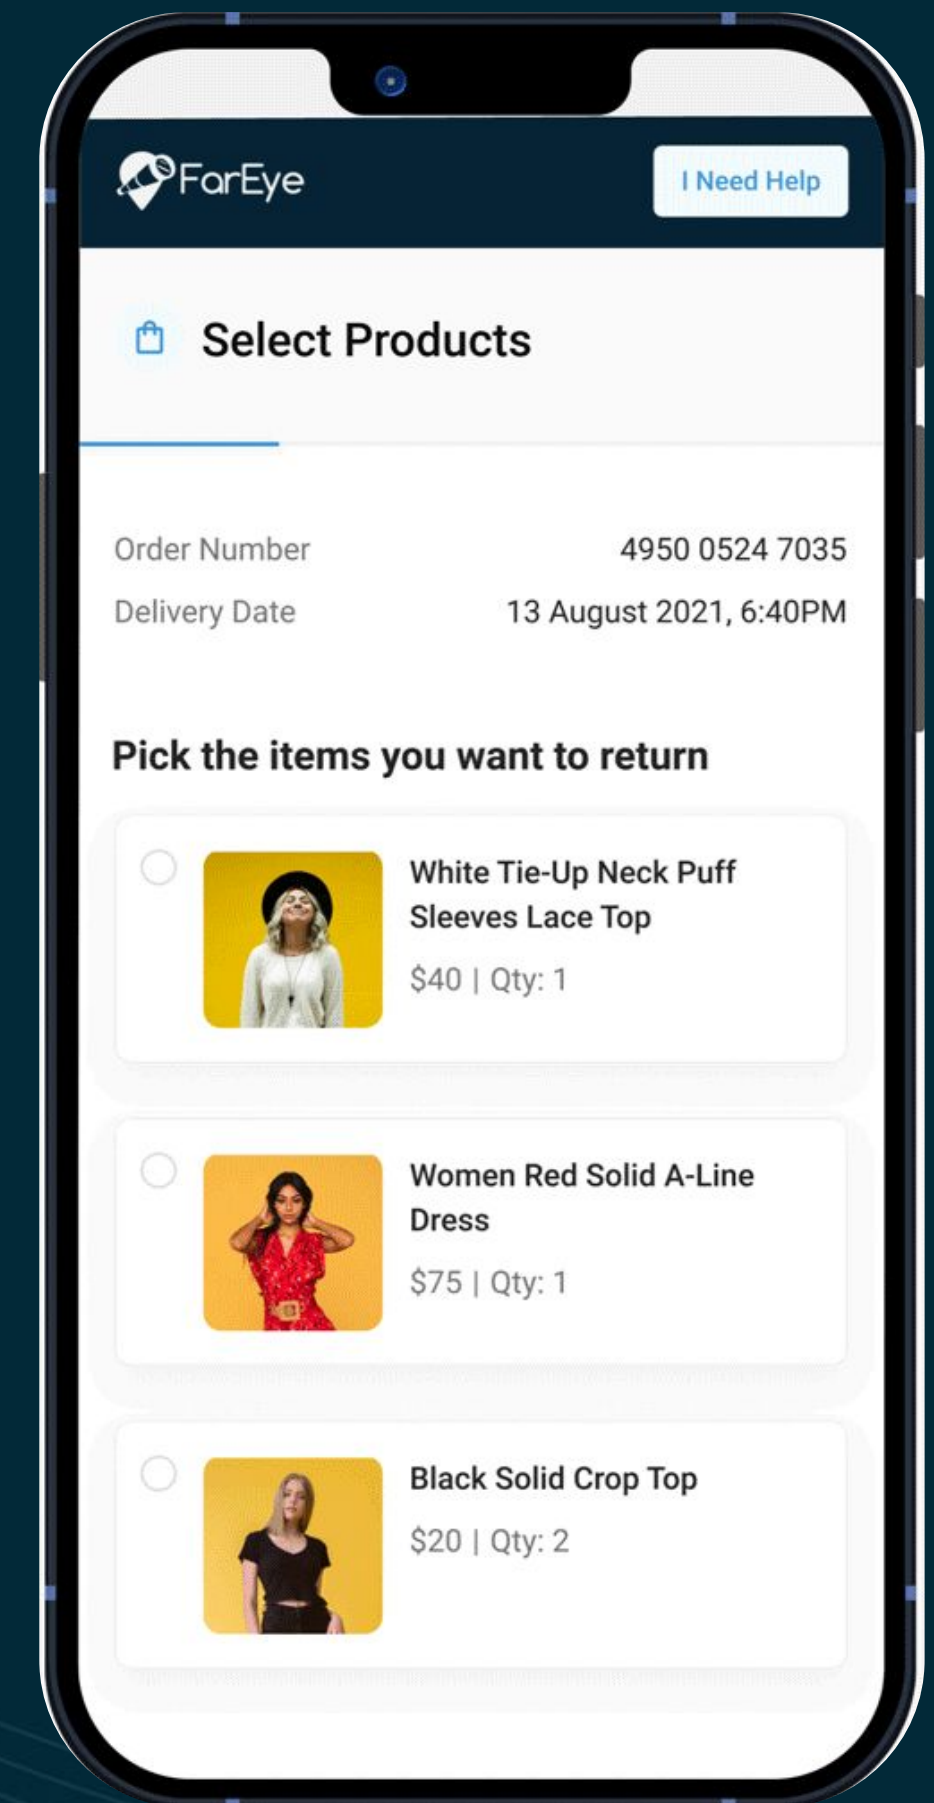 FarEye
I Need Help
Select Products
Order Number 4950 0524 7035
Delivery Date 13 August 2021, 6:40PM
Pick the items you want to return
White Tie-Up Neck Puff
Sleeves Lace Top
$40 | Qty: 1
Women Red Solid A-Line
Dress
$75 | Qty: 1
Black Solid Crop Top
$20 | Qty: 2